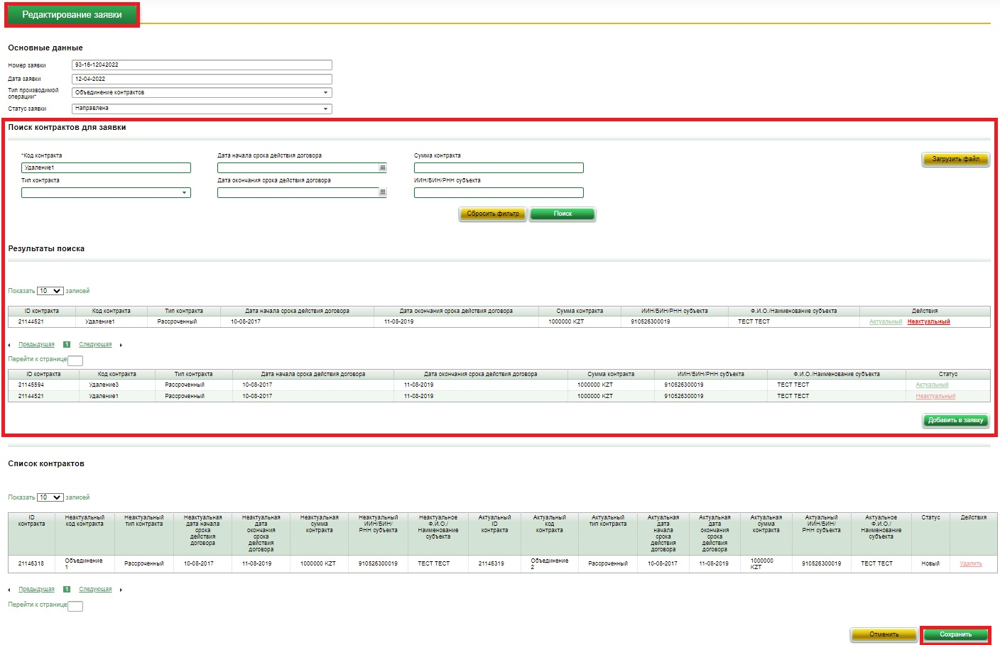 Редактирование заявки
Основные данные
Номер заявки 93-16-12042022
Дата заявки 12-04-2022
Тип производимой операции* Объединение контрактов
Статус заявки Направлена
Поиск контрактов для заявки
*Код контракта Дата начала срока действия договора Сумма контракта Загрузить файл
Удаление1
Тип контракта Дата окончания срока действия договора ИИН/БИН/РНН субъекта
Сбросить фильтр Поиск
Результаты поиска
Показать 10 записей
ID контракта Код контракта Тип контракта Дата начала срока действия договора Дата окончания срока действия договора Сумма контракта ИИН/БИН/РНН субъекта Ф.И.О./Наименование субъекта Действия
21144521 Удаление1 Рассроченный 10-08-2017 11-08-2019 1000000 KZT 910526300019 ТЕСТ ТЕСТ Актуальный Неактуальный
Предыдущая 1 Следующая
Перейти к странице
ID контракта Код контракта Тип контракта Дата начала срока действия договора Дата окончания срока действия договора Сумма контракта ИИН/БИН/РНН субъекта Ф.И.О./Наименование субъекта Статус
21145594 Удаление3 Рассроченный 10-08-2017 11-08-2019 1000000 KZT 910526300019 ТЕСТ ТЕСТ Актуальный
21144521 Удаление1 Рассроченный 10-08-2017 11-08-2019 1000000 KZT 910526300019 ТЕСТ ТЕСТ Неактуальный
Добавить в заявку
Список контрактов
Показать 10 записей
ID контракта Неактуальный код контракта Неактуальный тип контракта Неактуальная дата начала срока действия договора Неактуальная дата окончания срока действия договора Неактуальная сумма контракта Неактуальный ИИН/БИН/РНН субъекта Неактуальное Ф.И.О./Наименование субъекта Актуальный ID контракта Актуальный код контракта Актуальный тип контракта Актуальная дата начала срока действия договора Актуальная дата окончания срока действия договора Актуальная сумма контракта Актуальный ИИН/БИН/РНН субъекта Актуальное Ф.И.О./Наименование субъекта Статус Действия
21146318 Объединение 1 Рассроченный 10-08-2017 11-08-2019 1000000 KZT 910526300019 ТЕСТ ТЕСТ 21146319 Объединение 2 Рассроченный 10-08-2017 11-08-2019 1000000 KZT 910526300019 ТЕСТ ТЕСТ Новый Удалить
Предыдущая 1 Следующая
Перейти к странице
Отменить Сохранить